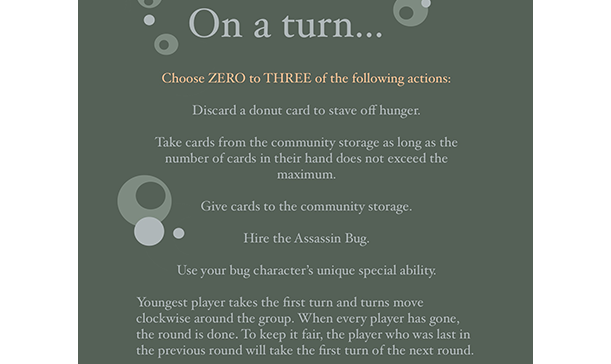 On a turn...
Choose ZERO to THREE of the following actions:
Discard a donut card to stave off hunger.
Take cards from the community storage as long as the
number of cards in their hand does not exceed the
maximum.
Give cards to the community storage.
Hire the Assassin Bug.
Use your bug character’s unique special ability.
Youngest player takes the first turn and turns move
clockwise around the group. When every player has gone,
the round is done. To keep it fair, the player who was last in
the previous round will take the first turn of the next round.